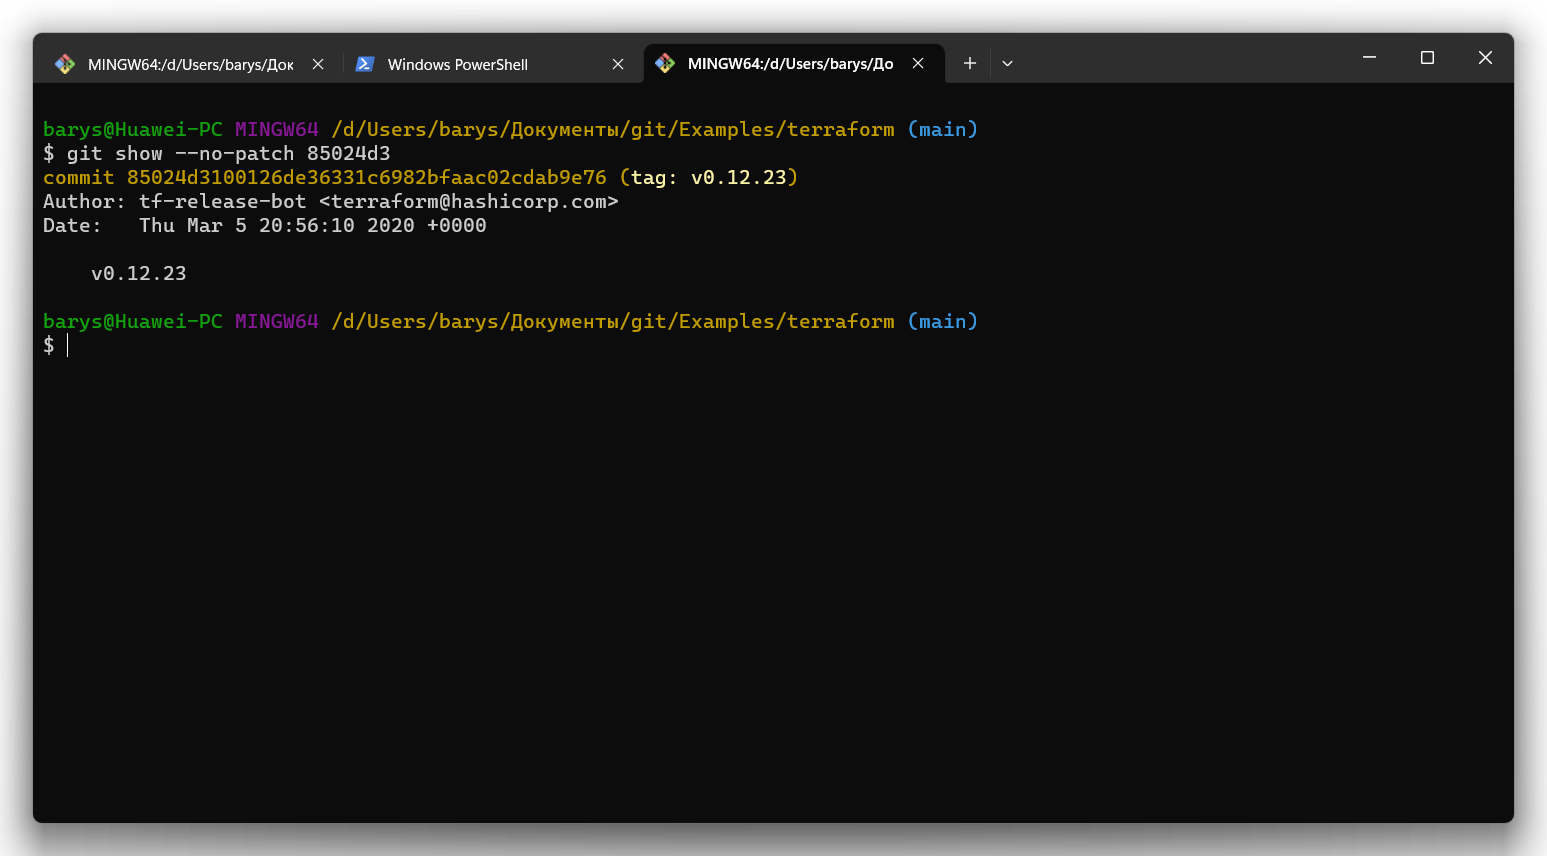 MINGW64:/d/Users/barys/Док
Windows PowerShell
MINGW64:/d/Users/barys/До
barys@Huawei-PC MINGW64 /d/Users/barys/Документы/git/Examples/terraform (main)
$ git show --no-patch 85024d3
commit 85024d3100126de36331c6982bfaac02cdab9e76 (tag: v0.12.23)
Author: tf-release-bot <terraform@hashicorp.com>
Date:   Thu Mar 5 20:56:10 2020 +0000
    v0.12.23
barys@Huawei-PC MINGW64 /d/Users/barys/Документы/git/Examples/terraform (main)
$